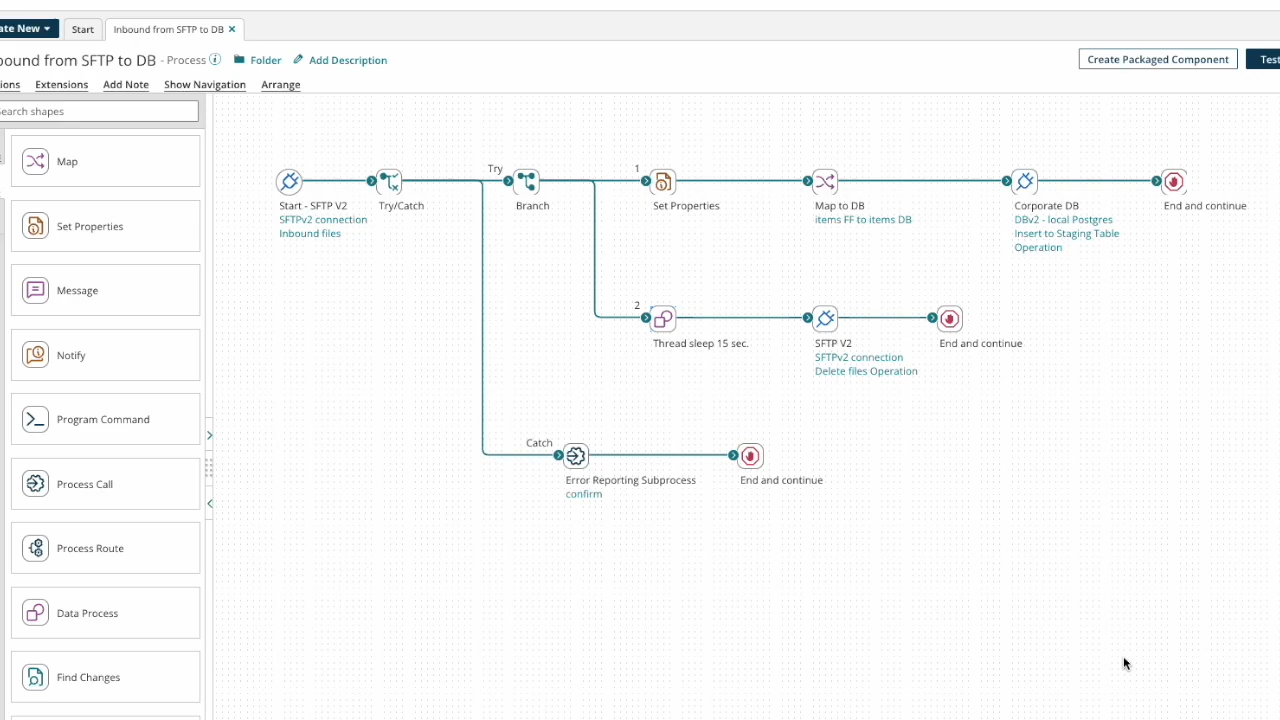 ate New
Start
Inbound from SFTP to DB
bound from SFTP to DB - Process
Folder
Add Description
Create Packaged Component
Test
ions
Extensions
Add Note
Show Navigation
Arrange
Search shapes
Map
Set Properties
Message
Notify
Program Command
Process Call
Process Route
Data Process
Find Changes
Start - SFTP V2
SFTPv2 connection
Inbound files
Try/Catch
Try
Branch
1
Set Properties
Map to DB
items FF to items DB
Corporate DB
DBv2 - local Postgres
Insert to Staging Table
Operation
End and continue
2
Thread sleep 15 sec.
SFTP V2
SFTPv2 connection
Delete files Operation
End and continue
Catch
Error Reporting Subprocess
confirm
End and continue